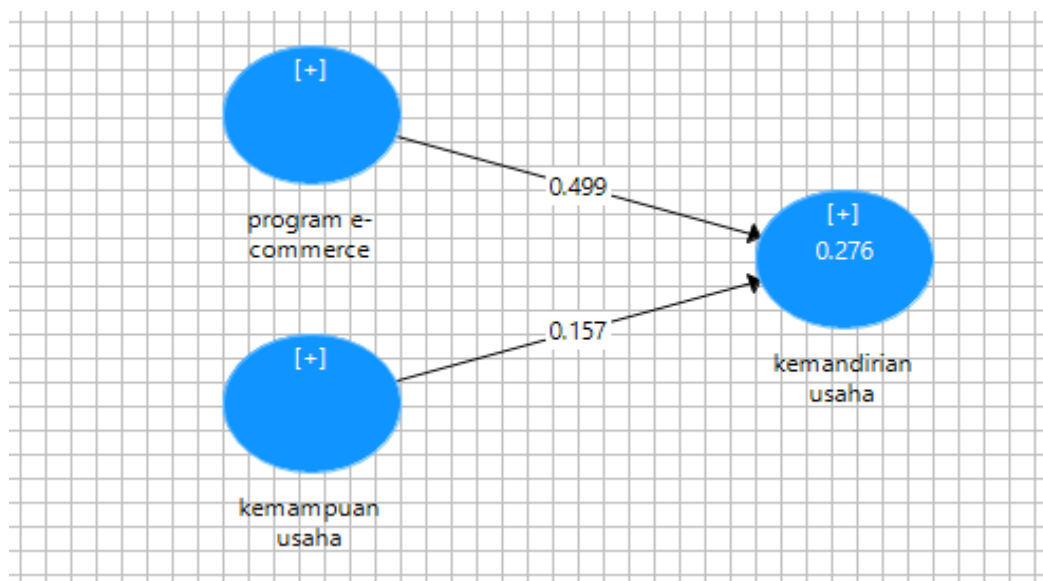 [+]
program e-
commerce
0.499
[+]
0.276
kemandirian
usaha
0.157
[+]
kemampuan
usaha